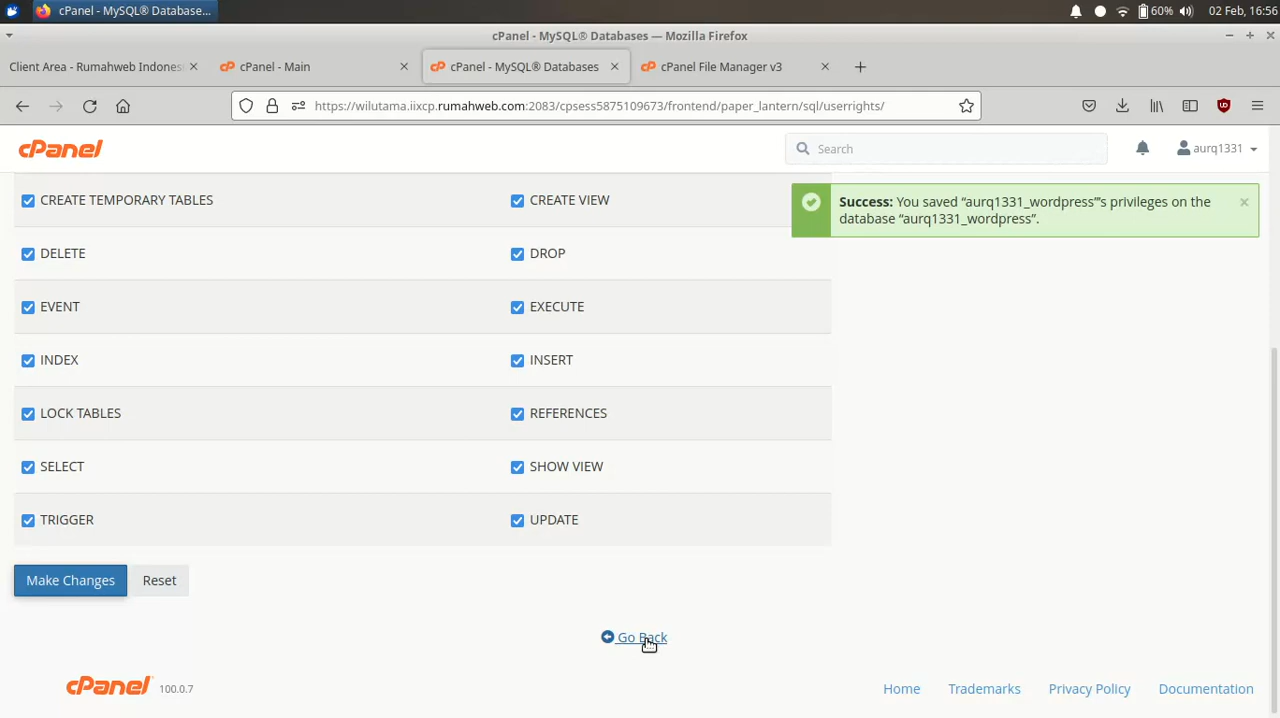 cPanel - MySQL® Database...
60%
02 Feb, 16:56
cPanel - MySQL® Databases — Mozilla Firefox
Client Area - Rumahweb Indones
cPanel - Main
cPanel - MySQL® Databases
cPanel File Manager v3
https://wilutama.iixcp.rumahweb.com:2083/cpsess5875109673/frontend/paper_lantern/sql/userrights/
cPanel
Search
aurq1331
CREATE TEMPORARY TABLES
CREATE VIEW
Success: You saved “aurq1331_wordpress”'s privileges on the
database “aurq1331_wordpress”.
DELETE
DROP
EVENT
EXECUTE
INDEX
INSERT
LOCK TABLES
REFERENCES
SELECT
SHOW VIEW
TRIGGER
UPDATE
Make Changes
Reset
Go Back
cPanel
100.0.7
Home
Trademarks
Privacy Policy
Documentation